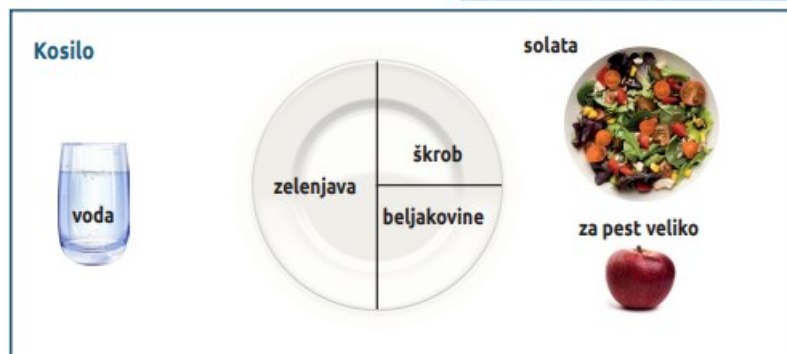 Kosilo
voda
zelenjava
škrob
beljakovine
solata
za pest veliko